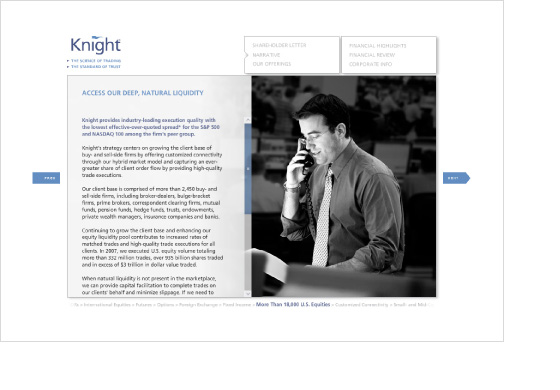 Knight
• THE SCIENCE OF TRADING
• THE STANDARD OF TRUST
SHAREHOLDER LETTER
NARRATIVE
OUR OFFERINGS
FINANCIAL HIGHLIGHTS
FINANCIAL REVIEW
CORPORATE INFO
ACCESS OUR DEEP, NATURAL LIQUIDITY
Knight provides industry-leading execution quality with
the lowest effective-over-quoted spread* for the S&P 500
and NASDAQ 100 among the firm's peer group.
Knight's strategy centers on growing the client base of
buy- and sell-side firms by offering customized connectivity
through our hybrid market model and capturing an ever-
greater share of client order flow by providing high-quality
trade executions.
Our client base is comprised of more than 2,450 buy- and
sell-side firms, including broker-dealers, bulge-bracket
firms, prime brokers, correspondent clearing firms, mutual
funds, pension funds, hedge funds, trusts, endowments,
private wealth managers, insurance companies and banks.
Continuing to grow the client base and enhancing our
equity liquidity pool contributes to increased rates of
matched trades and high-quality trade executions for all
clients. In 2007, we executed U.S. equity volume totaling
more than 332 million trades, over 935 billion shares traded
and in excess of $3 trillion in dollar value traded.
When natural liquidity is not present in the marketplace,
we can provide capital facilitation to complete trades on
our clients' behalf and minimize slippage. If we need to
PREV
NEXT
• International Equities • Futures • Options • Foreign Exchange • Fixed Income • More Than 18,000 U.S. Equities • Customized Connectivity • Small- and Mid